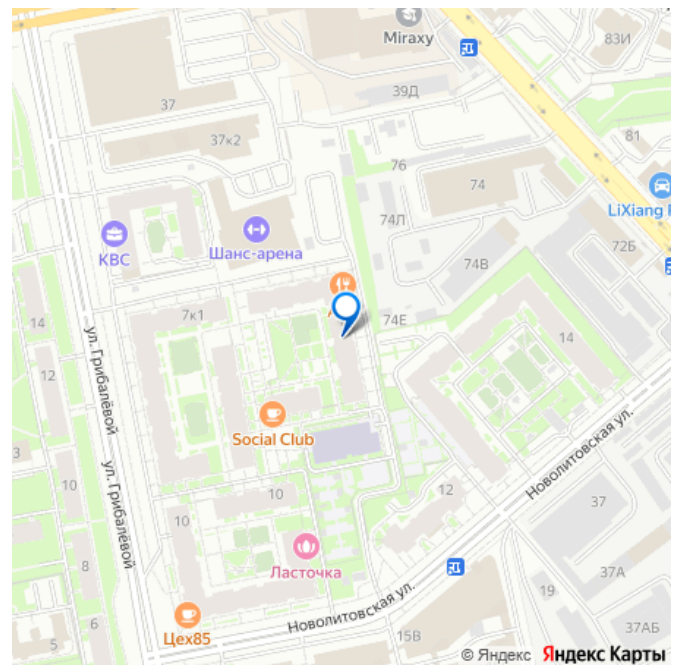 Miraxy
83И
39Д
37
37к2
76
81
74
74Л
LiXiang
КВС
Шанс-арена
72Б
74В
7к1
74Е
14
14
ул. Грибалёвой
12
Social Club
3
ул. Грибалёвой
10
10
10
12
Новолитовская ул.
37
8
Ласточка
37А
6
19
Новолитовская ул.
5
Цех85
15В
37АБ
© Яндекс Яндекс Карты